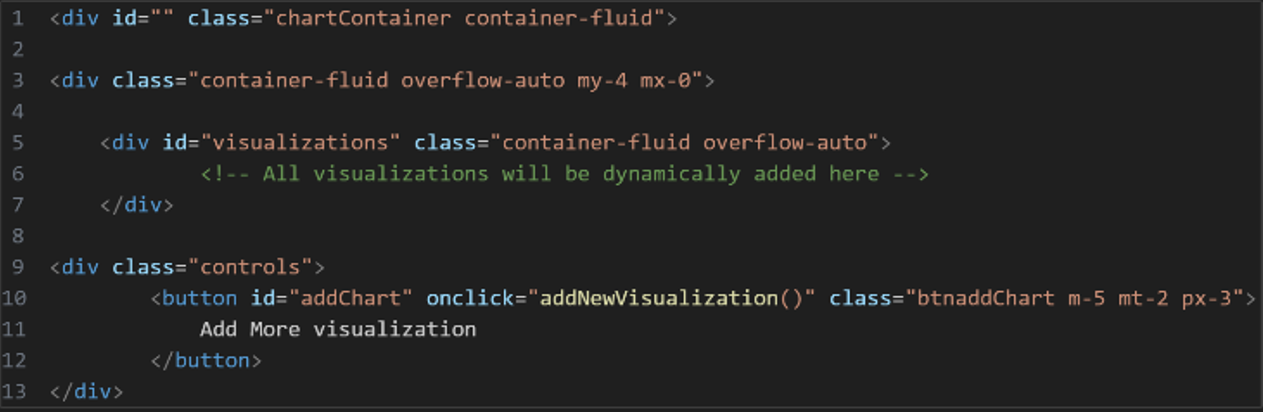 1 <div id="" class="chartContainer container-fluid">
2
3 <div class="container-fluid overflow-auto my-4 mx-0">
4
5 <div id="visualizations" class="container-fluid overflow-auto">
6 <!-- All visualizations will be dynamically added here -->
7 </div>
8
9 <div class="controls">
10 <button id="addChart" onclick="addNewVisualization()" class="btnaddChart m-5 mt-2 px-3">
11 Add More visualization
12 </button>
13 </div>